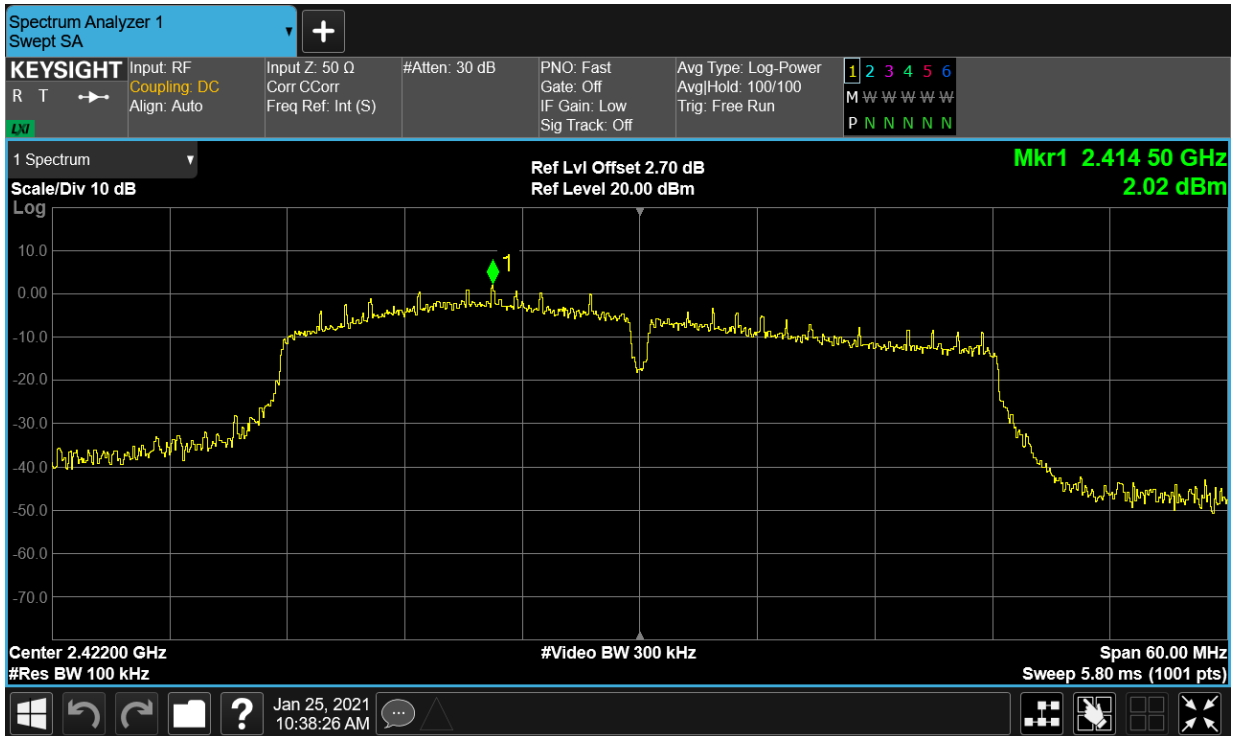 Spectrum Analyzer 1
Swept SA
+
KEYSIGHT
R T
LXI
Input: RF
Coupling: DC
Align: Auto
Input Z: 50 Ω
Corr CCorr
Freq Ref: Int (S)
#Atten: 30 dB
PNO: Fast
Gate: Off
IF Gain: Low
Sig Track: Off
Avg Type: Log-Power
Avg|Hold: 100/100
Trig: Free Run
1 2 3 4 5 6
M W W W W W
P N N N N N
1 Spectrum
Scale/Div 10 dB
Log
Ref Lvl Offset 2.70 dB
Ref Level 20.00 dBm
Mkr1 2.414 50 GHz
2.02 dBm
1
10.0
0.00
-10.0
-20.0
-30.0
-40.0
-50.0
-60.0
-70.0
Center 2.42200 GHz
#Res BW 100 kHz
#Video BW 300 kHz
Span 60.00 MHz
Sweep 5.80 ms (1001 pts)
?
Jan 25, 2021
10:38:26 AM